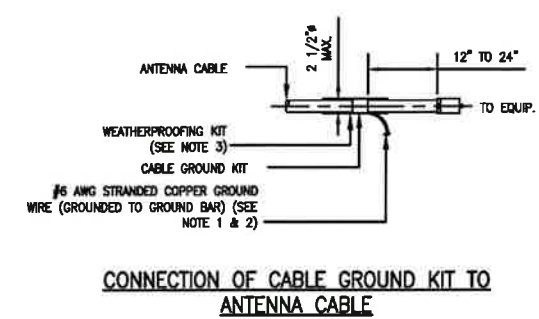 2 1/2"ø
MAX.
12" TO 24"
ANTENNA CABLE
TO EQUIP.
WEATHERPROOFING KIT
(SEE NOTE 3)
CABLE GROUND KIT
#6 AWG STRANDED COPPER GROUND
WIRE (GROUNDED TO GROUND BAR) (SEE
NOTE 1 & 2)
CONNECTION OF CABLE GROUND KIT TO
ANTENNA CABLE